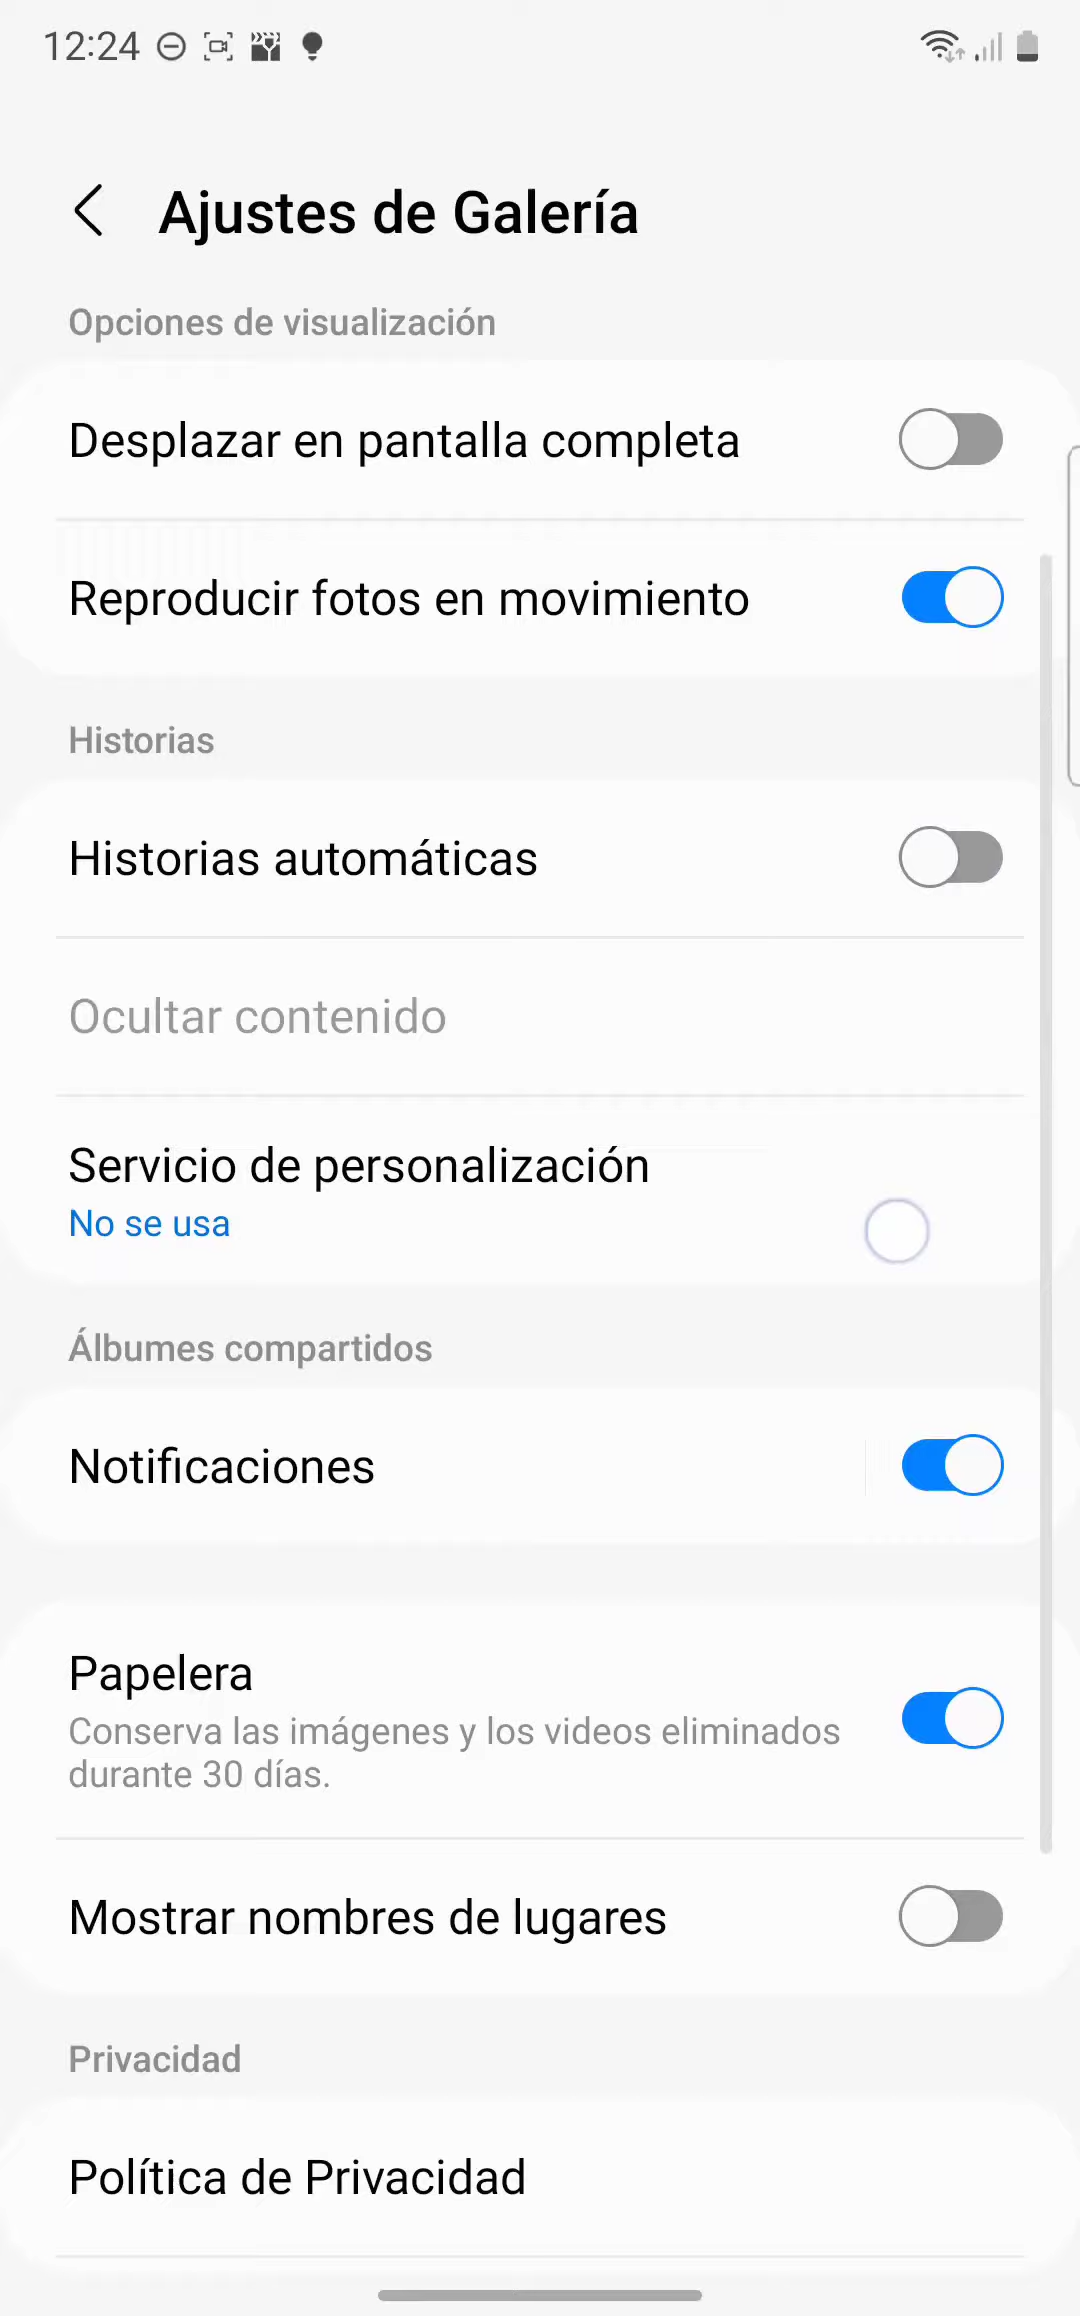 12:24
Ajustes de Galería
Opciones de visualización
Desplazar en pantalla completa
Reproducir fotos en movimiento
Historias
Historias automáticas
Ocultar contenido
Servicio de personalización
No se usa
Álbumes compartidos
Notificaciones
Papelera
Conserva las imágenes y los videos eliminados
durante 30 días.
Mostrar nombres de lugares
Privacidad
Política de Privacidad